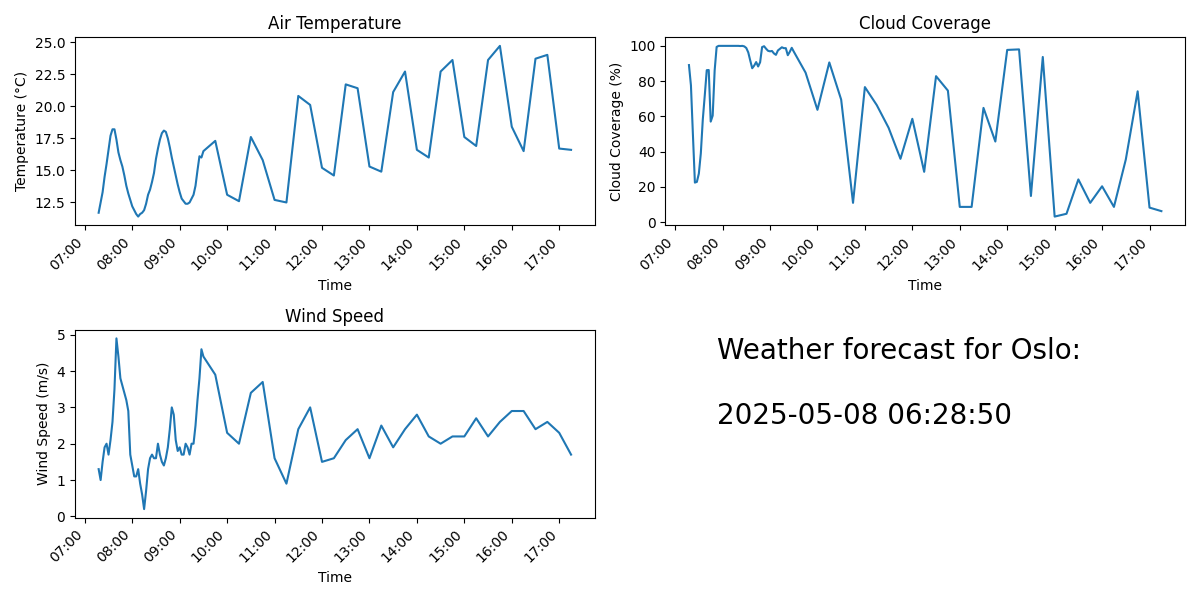 Air Temperature
25.0
22.5
20.0
17.5
15.0
12.5
Temperature (°C)
07:00 08:00 09:00 10:00 11:00 12:00 13:00 14:00 15:00 16:00 17:00
Time
Cloud Coverage
100
80
60
40
20
0
Cloud Coverage (%)
07:00 08:00 09:00 10:00 11:00 12:00 13:00 14:00 15:00 16:00 17:00
Time
Wind Speed
5
4
3
2
1
0
Wind Speed (m/s)
07:00 08:00 09:00 10:00 11:00 12:00 13:00 14:00 15:00 16:00 17:00
Time
Weather forecast for Oslo:
2025-05-08 06:28:50